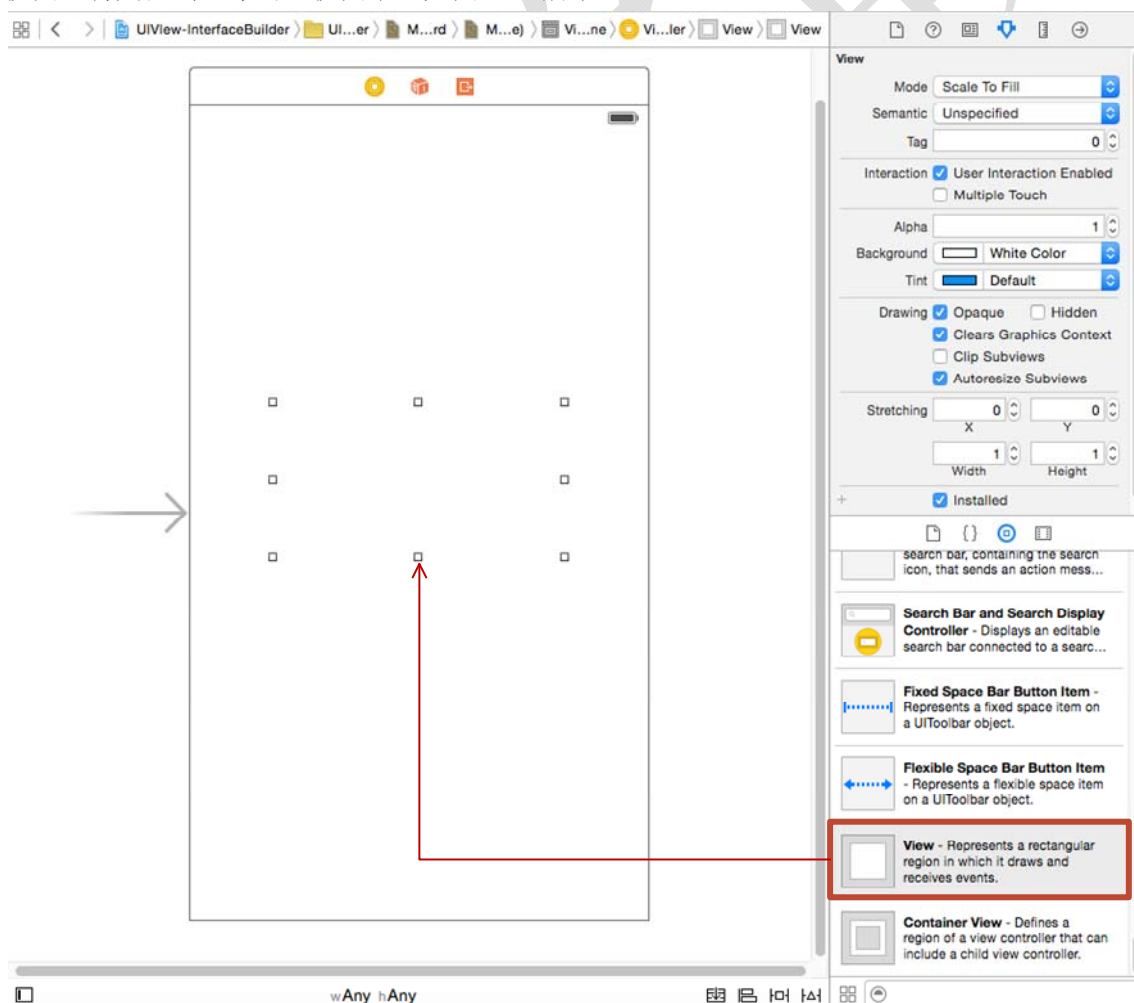 UIView-InterfaceBuilder 〉 UI...er 〉 M...rd 〉 M...e) 〉 Vi...ne 〉 Vi...ler 〉 View 〉 View
View
Mode Scale To Fill
Semantic Unspecified
Tag 0
Interaction User Interaction Enabled
Multiple Touch
Alpha 1
Background White Color
Tint Default
Drawing Opaque Hidden
Clears Graphics Context
Clip Subviews
Autoresize Subviews
Stretching 0 0
X Y
1 1
Width Height
Installed
search bar, containing the search
icon, that sends an action mess...
Search Bar and Search Display
Controller - Displays an editable
search bar connected to a searc...
Fixed Space Bar Button Item -
Represents a fixed space item on
a UIToolbar object.
Flexible Space Bar Button Item
- Represents a flexible space item
on a UIToolbar object.
View - Represents a rectangular
region in which it draws and
receives events.
Container View - Defines a
region of a view controller that can
include a child view controller.
wAny hAny